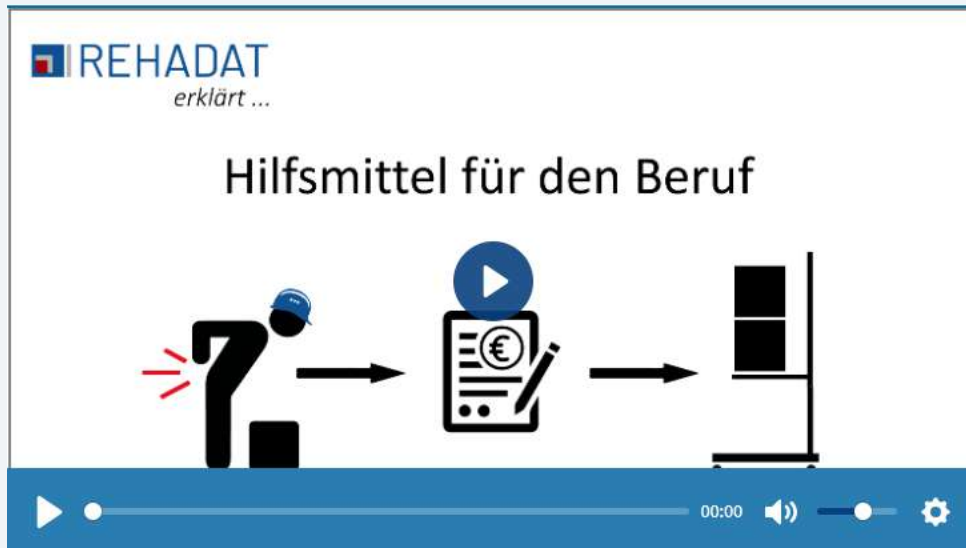 REHADAT
erklärt ...
Hilfsmittel für den Beruf
€
00:00